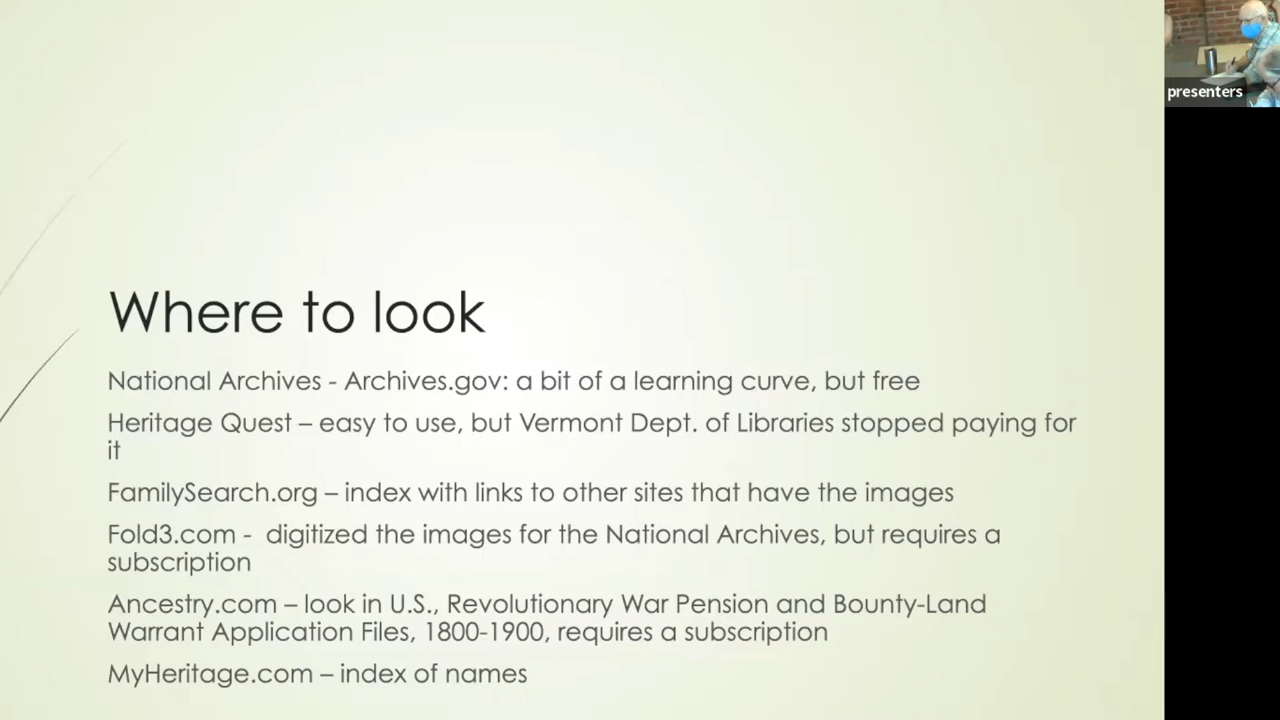 presenters
Where to look
National Archives - Archives.gov: a bit of a learning curve, but free
Heritage Quest – easy to use, but Vermont Dept. of Libraries stopped paying for
it
FamilySearch.org – index with links to other sites that have the images
Fold3.com -  digitized the images for the National Archives, but requires a
subscription
Ancestry.com – look in U.S., Revolutionary War Pension and Bounty-Land
Warrant Application Files, 1800-1900, requires a subscription
MyHeritage.com – index of names